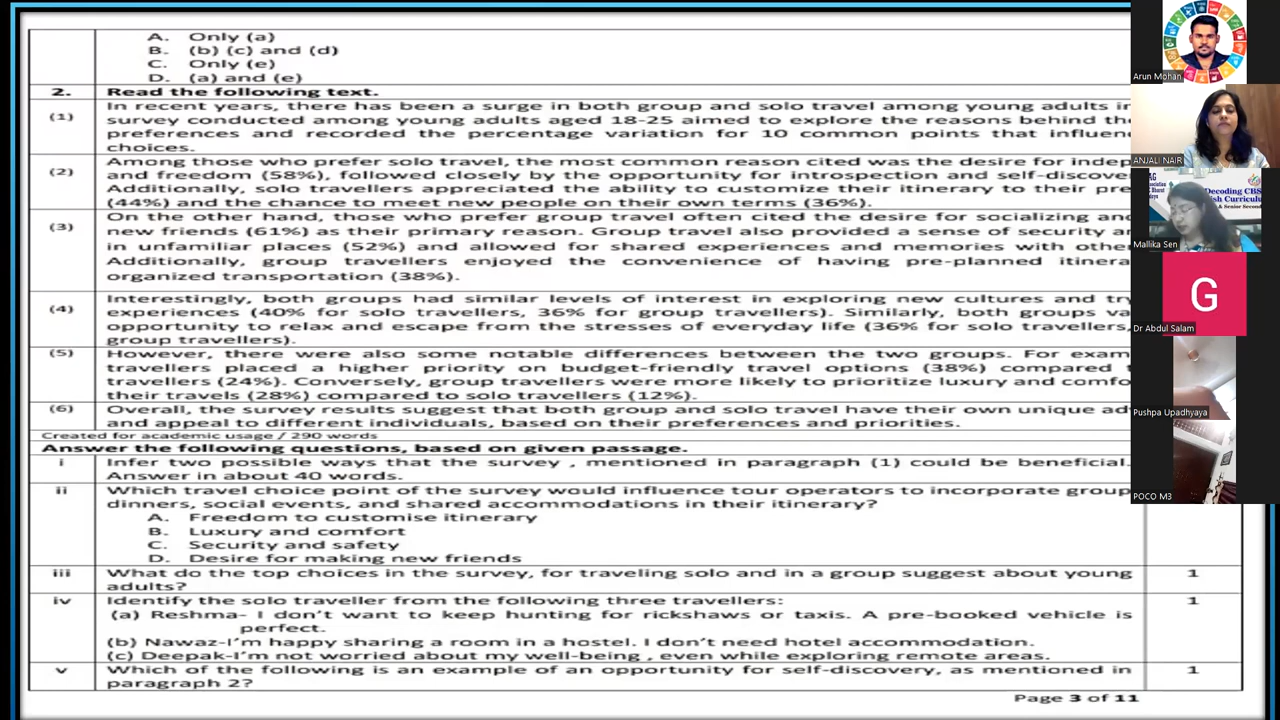 A. Only (a)
B. (b) (c) and (d)
C. Only (e)
D. (a) and (e)
2. Read the following text.
(1) In recent years, there has been a surge in both group and solo travel among young adults in
survey conducted among young adults aged 18-25 aimed to explore the reasons behind
preferences and recorded the percentage variation for 10 common points that
choices.
(2) Among those who prefer solo travel, the most common reason cited was the desire for
and freedom (58%), followed closely by the opportunity for introspection and
Additionally, solo travellers appreciated the ability to customize their itinerary to their
(44%) and the chance to meet new people on their own terms (36%).
(3) On the other hand, those who prefer group travel often cited the desire for socializing
new friends (61%) as their primary reason. Group travel also provided a sense of security
in unfamiliar places (52%) and allowed for shared experiences and memories with
Additionally, group travellers enjoyed the convenience of having pre-planned
organized transportation (38%).
(4) Interestingly, both groups had similar levels of interest in exploring new cultures and
experiences (40% for solo travellers, 36% for group travellers). Similarly, both groups
opportunity to relax and escape from the stresses of everyday life (36% for solo travellers,
group travellers).
(5) However, there were also some notable differences between the two groups. For
travellers placed a higher priority on budget-friendly travel options (38%) compared
travellers (24%). Conversely, group travellers were more likely to prioritize luxury and
their travels (28%) compared to solo travellers (12%).
(6) Overall, the survey results suggest that both group and solo travel have their own unique
and appeal to different individuals, based on their preferences and priorities.
Created for academic usage / 290 words
Answer the following questions, based on given passage.
i Infer two possible ways that the survey , mentioned in paragraph (1) could be beneficial.
Answer in about 40 words.
ii Which travel choice point of the survey would influence tour operators to incorporate group
dinners, social events, and shared accommodations in their itinerary?
A. Freedom to customise itinerary
B. Luxury and comfort
C. Security and safety
D. Desire for making new friends
iii What do the top choices in the survey, for traveling solo and in a group suggest about young 1
adults?
iv Identify the solo traveller from the following three travellers: 1
(a) Reshma- I don't want to keep hunting for rickshaws or taxis. A pre-booked vehicle is
perfect.
(b) Nawaz-I'm happy sharing a room in a hostel. I don't need hotel accommodation.
(c) Deepak-I'm not worried about my well-being , even while exploring remote areas.
v Which of the following is an example of an opportunity for self-discovery, as mentioned in 1
paragraph 2?
Page 3 of 11
Arun Mohan
ANJALI NAIR
Decoding CBS
Mallika Sen
G
Dr Abdul Salam
Pushpa Upadhyaya
POCO M3